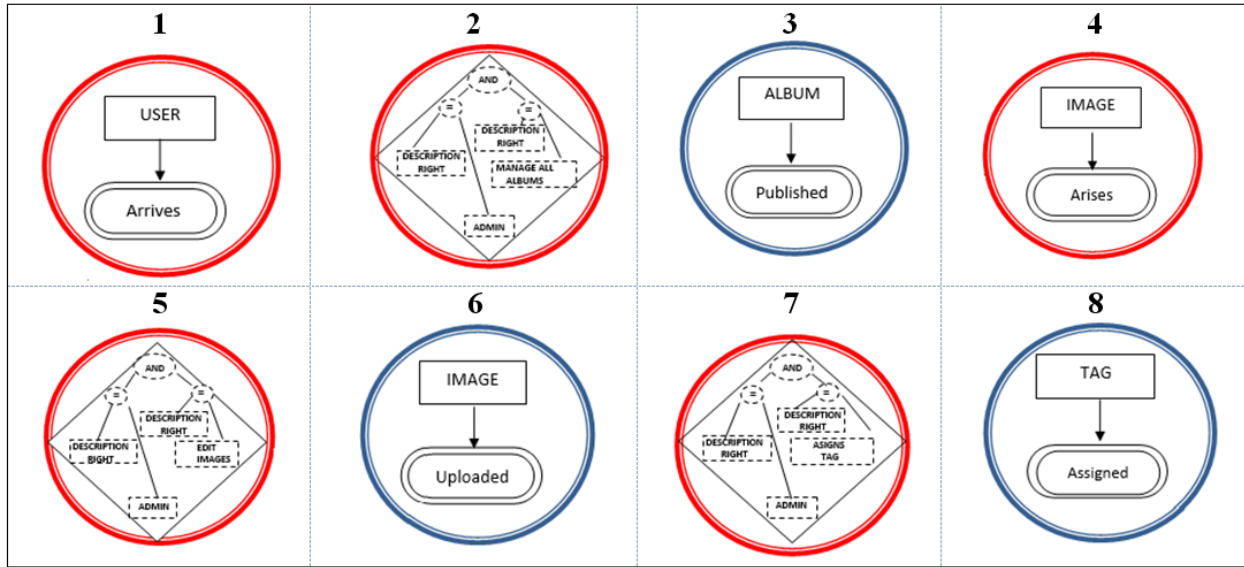 1
USER
Arrives
2
AND
=
=
DESCRIPTION
RIGHT
DESCRIPTION
RIGHT
MANAGE ALL
ALBUMS
ADMIN
3
ALBUM
Published
4
IMAGE
Arises
5
AND
=
=
DESCRIPTION
RIGHT
DESCRIPTION
RIGHT
EDIT
IMAGES
ADMIN
6
IMAGE
Uploaded
7
AND
=
=
DESCRIPTION
RIGHT
DESCRIPTION
RIGHT
ASIGNS
TAG
ADMIN
8
TAG
Assigned